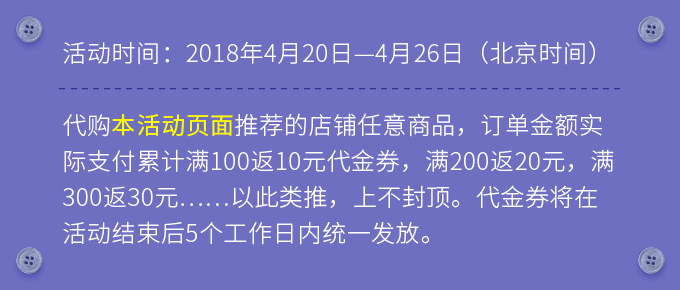 活动时间：2018年4月20日—4月26日（北京时间）
代购本活动页面推荐的店铺任意商品，订单金额实
际支付累计满100返10元代金券，满200返20元，满
300返30元……以此类推，上不封顶。代金券将在
活动结束后5个工作日内统一发放。